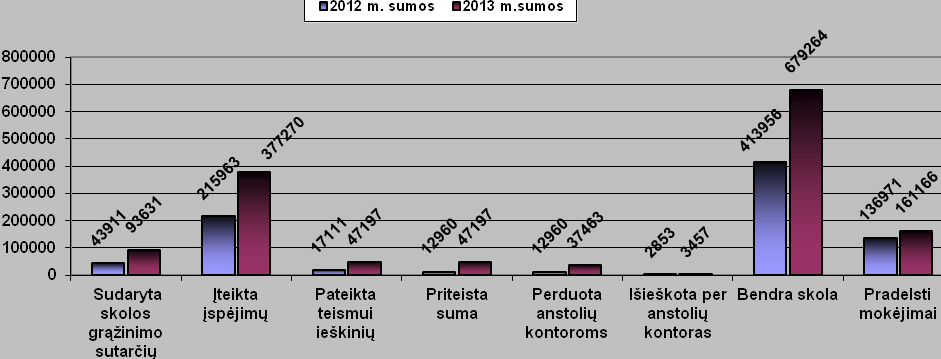 2012 m. sumos 2013 m.sumos
800000
700000
600000
500000
400000
300000
200000
100000
0
43911 93631
215963 377270
17111 47197
12960 47197
12960 37463
2853 3457
413956 679264
136971 161166
Sudaryta
skolos
grąžinimo
sutarčių
Įteikta
įspėjimų
Pateikta
teismui
ieškinių
Priteista
suma
Perduota
anstolių
kontoroms
Išieškota per
anstolių
kontoras
Bendra skola
Pradelsti
mokėjimai